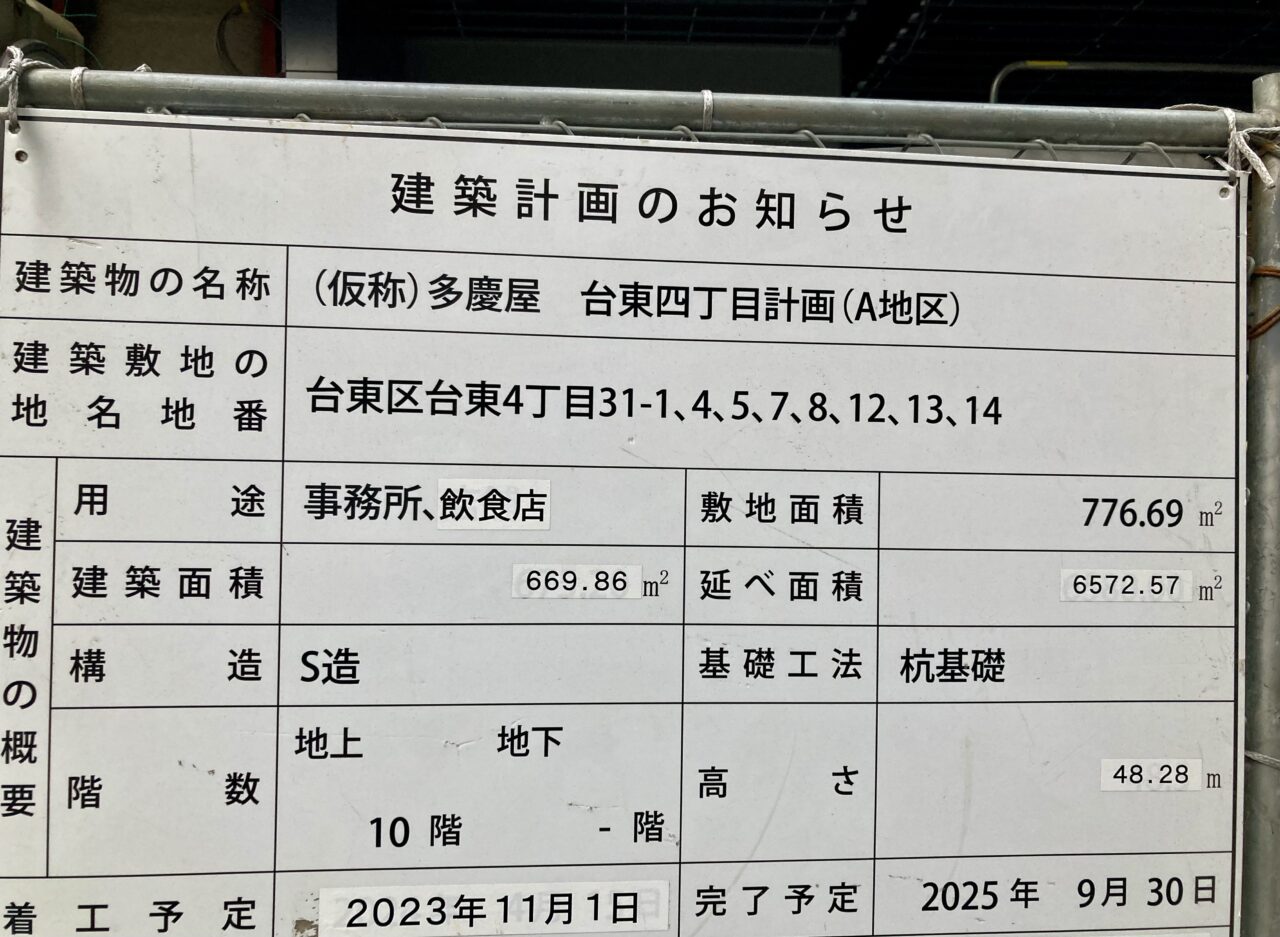 建築計画のお知らせ
建築物の名称 （仮称）多慶屋　台東四丁目計画（A地区）
建築敷地の
地名地番 台東区台東4丁目31-1、4、5、7、8、12、13、14
建築物の概要
用途 事務所、飲食店 敷地面積 776.69 m²
建築面積 669.86 m² 延べ面積 6572.57 m²
構造 S造 基礎工法 杭基礎
階数 地上 地下
10 階 - 階 高さ 48.28 m
着工予定 2023年11月1日 完了予定 2025年 9月 30日